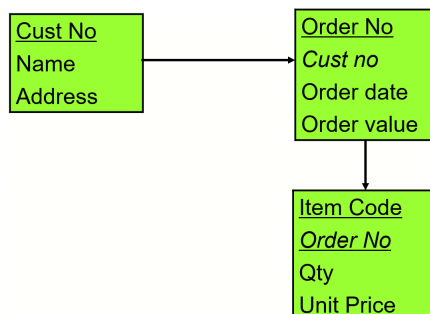 Cust No
Name
Address
Order No
Cust no
Order date
Order value
Item Code
Order No
Qty
Unit Price